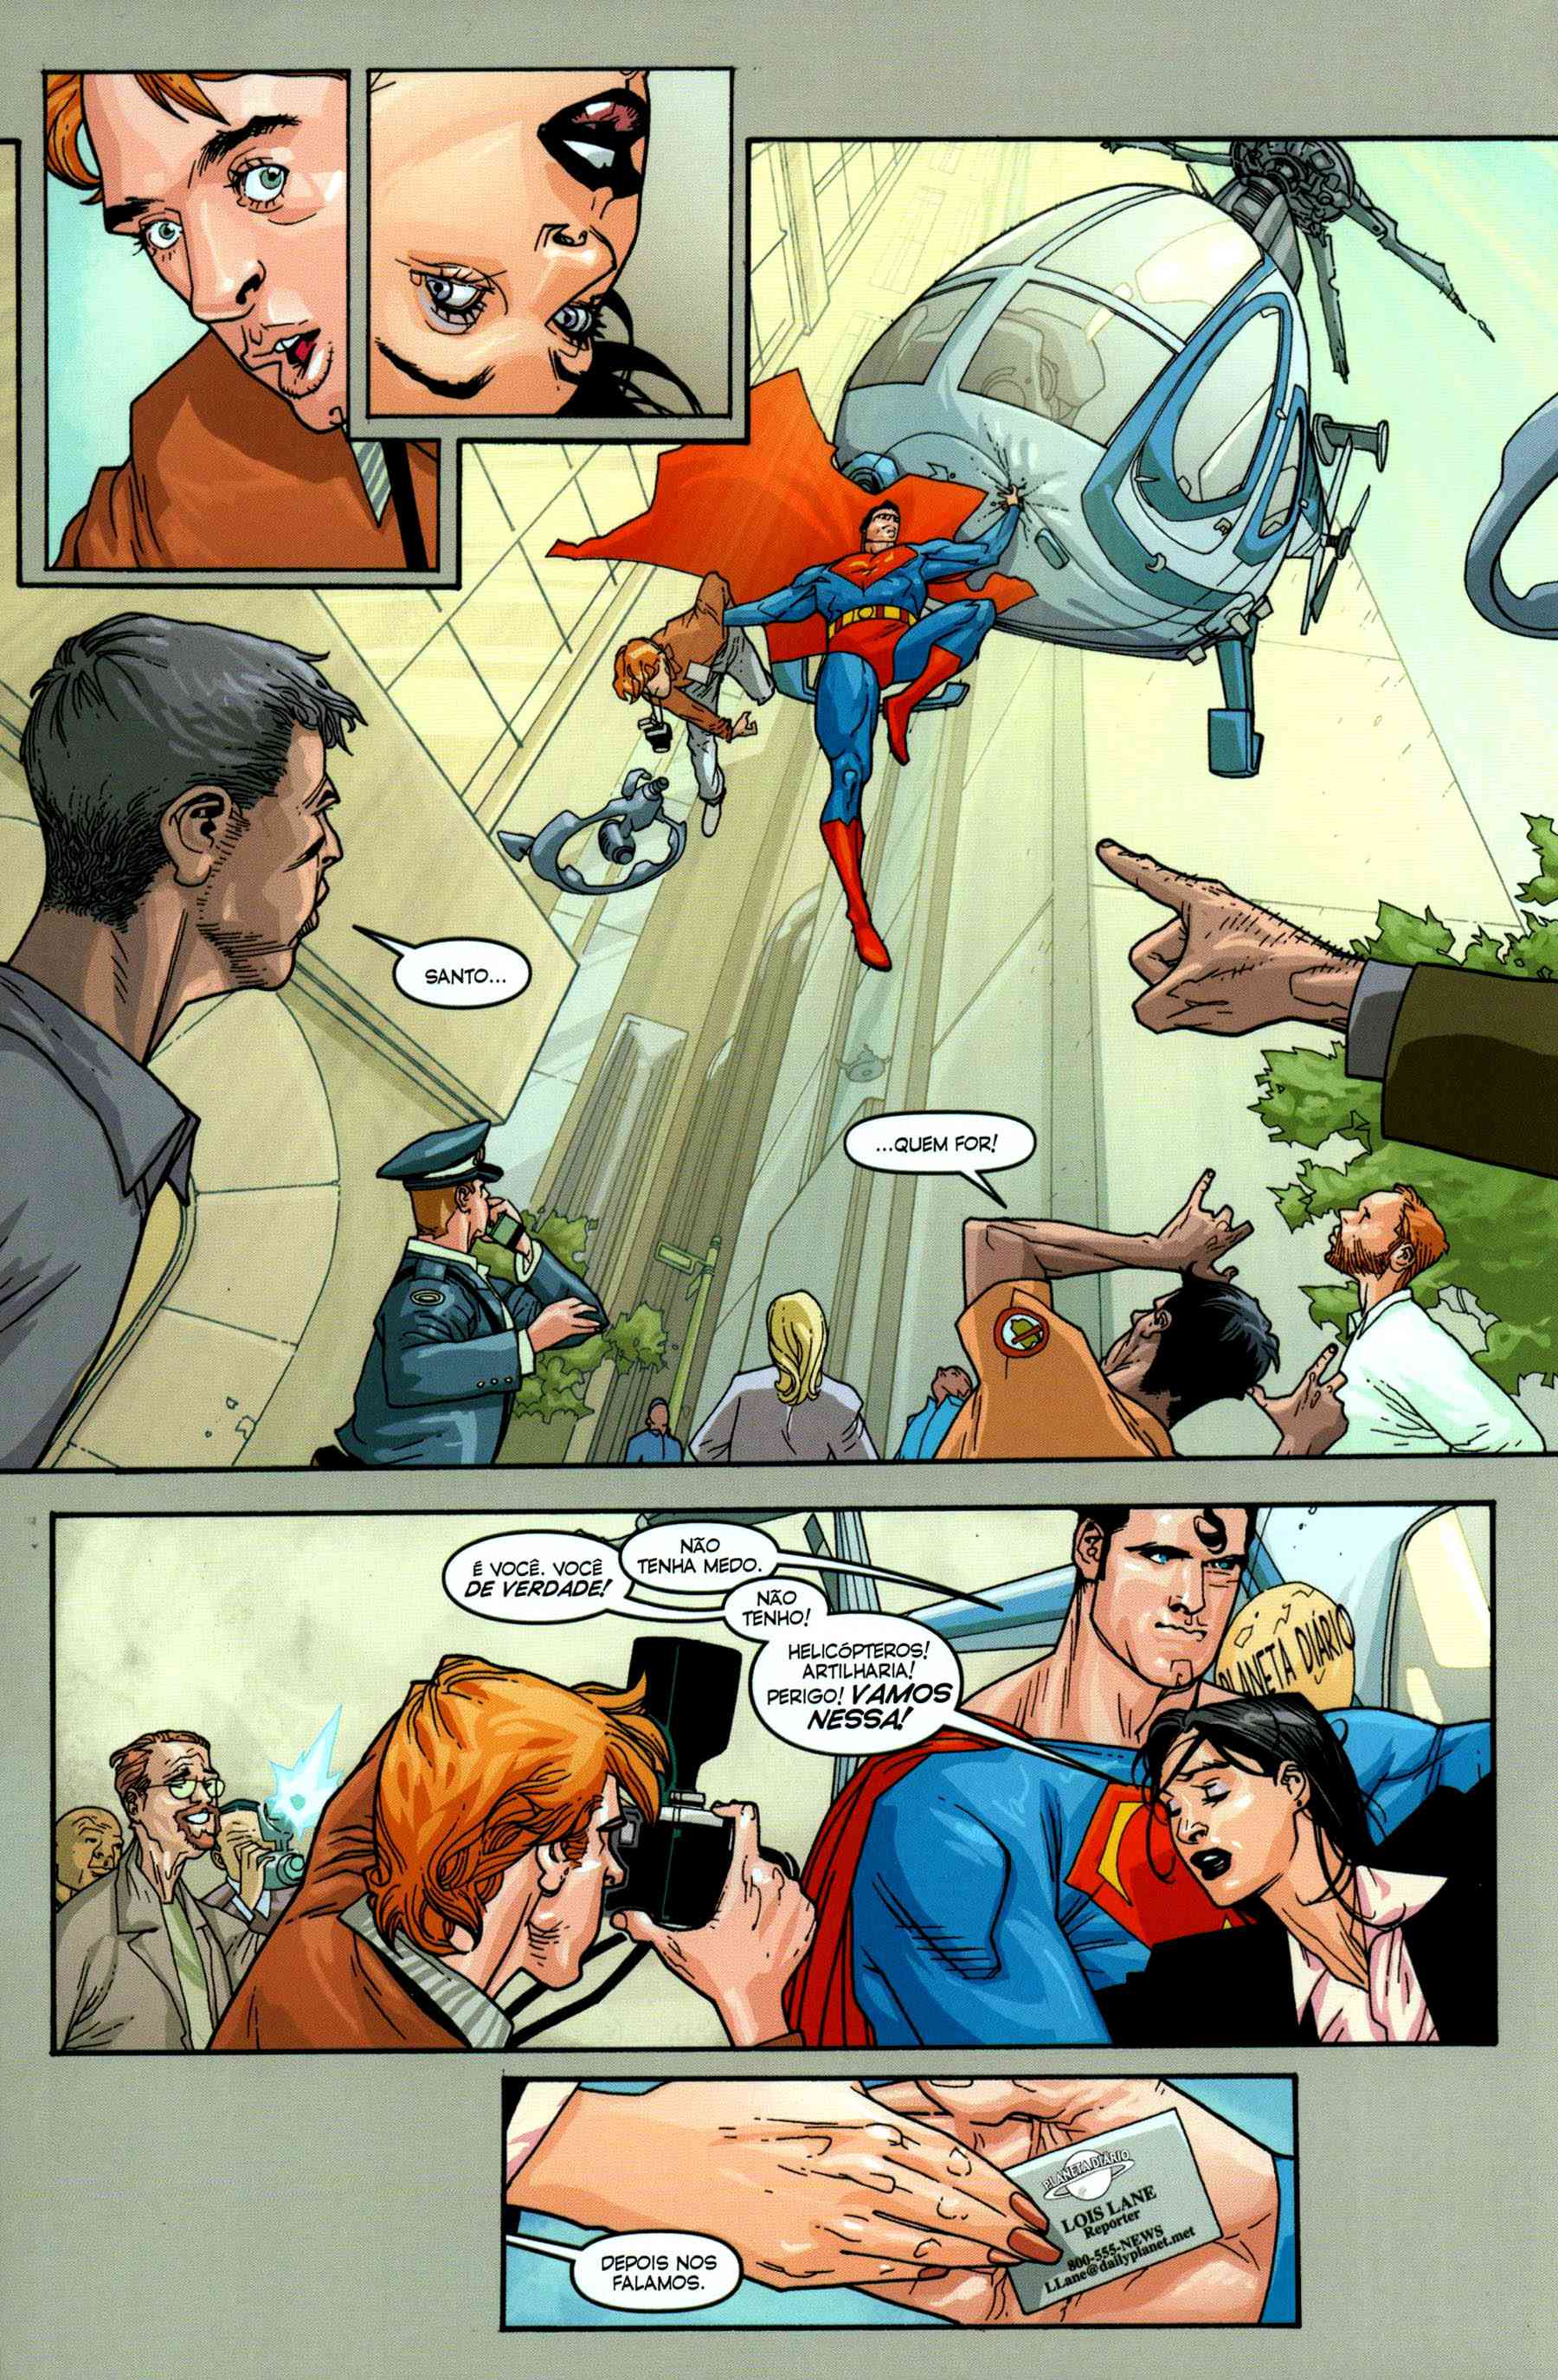 SANTO...
...QUEM FOR!
É VOCÊ. VOCÊ
DE VERDADE!
NÃO
TENHA MEDO.
NÃO
TENHO!
HELICÓPTEROS!
ARTILHARIA!
PERIGO! VAMOS
NESSA!
PLANETA DIÁRIO
DEPOIS NOS
FALAMOS.
PLANETA DIÁRIO
LOIS LANE
Reporter
800-555-NEWS
LLane@dailyplanet.net